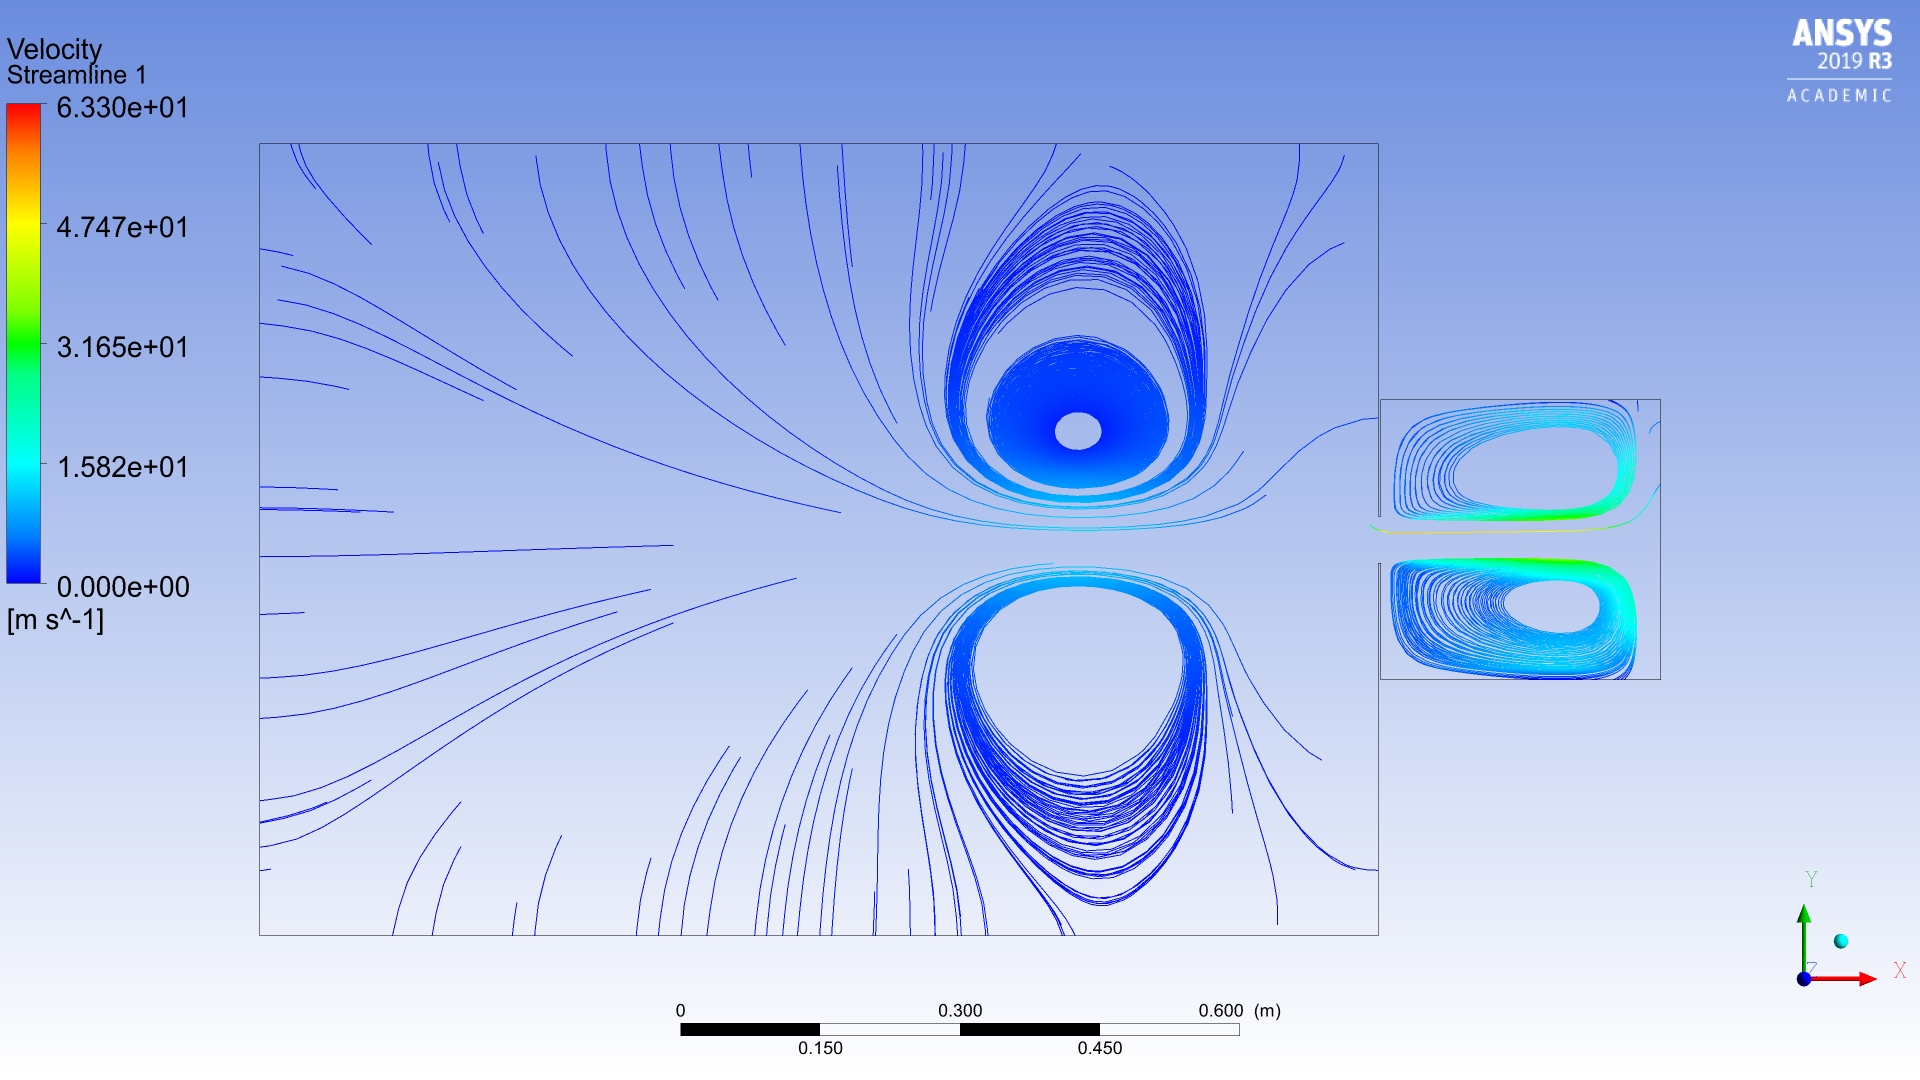 Velocity
Streamline 1
6.330e+01
4.747e+01
3.165e+01
1.582e+01
0.000e+00
[m s^-1]
ANSYS
2019 R3
ACADEMIC
0 0.300 0.600 (m)
0.150 0.450
Y
Z X